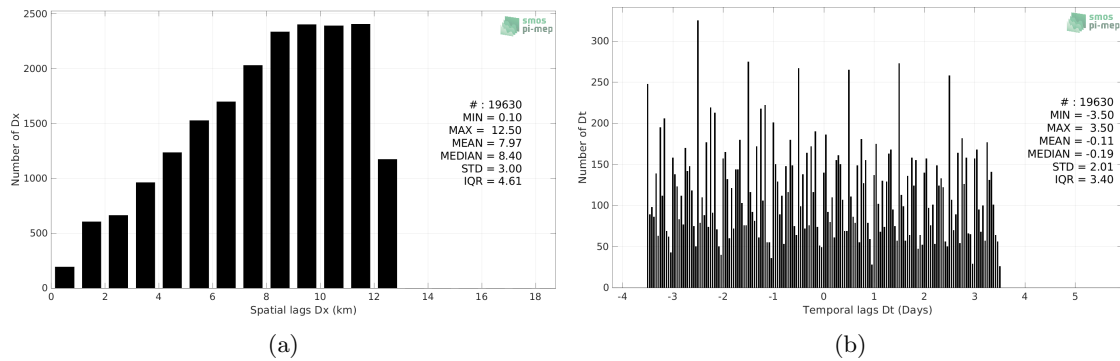 2500
2000
1500
1000
500
0
Number of Dx
smos
pi-mep
# : 19630
MIN = 0.10
MAX = 12.50
MEAN = 7.97
MEDIAN = 8.40
STD = 3.00
IQR = 4.61
0 2 4 6 8 10 12 14 16 18
Spatial lags Dx (km)
(a)
300
250
200
150
100
50
0
Number of Dt
smos
pi-mep
# : 19630
MIN = -3.50
MAX = 3.50
MEAN = -0.11
MEDIAN = -0.19
STD = 2.01
IQR = 3.40
-4 -3 -2 -1 0 1 2 3 4 5
Temporal lags Dt (Days)
(b)